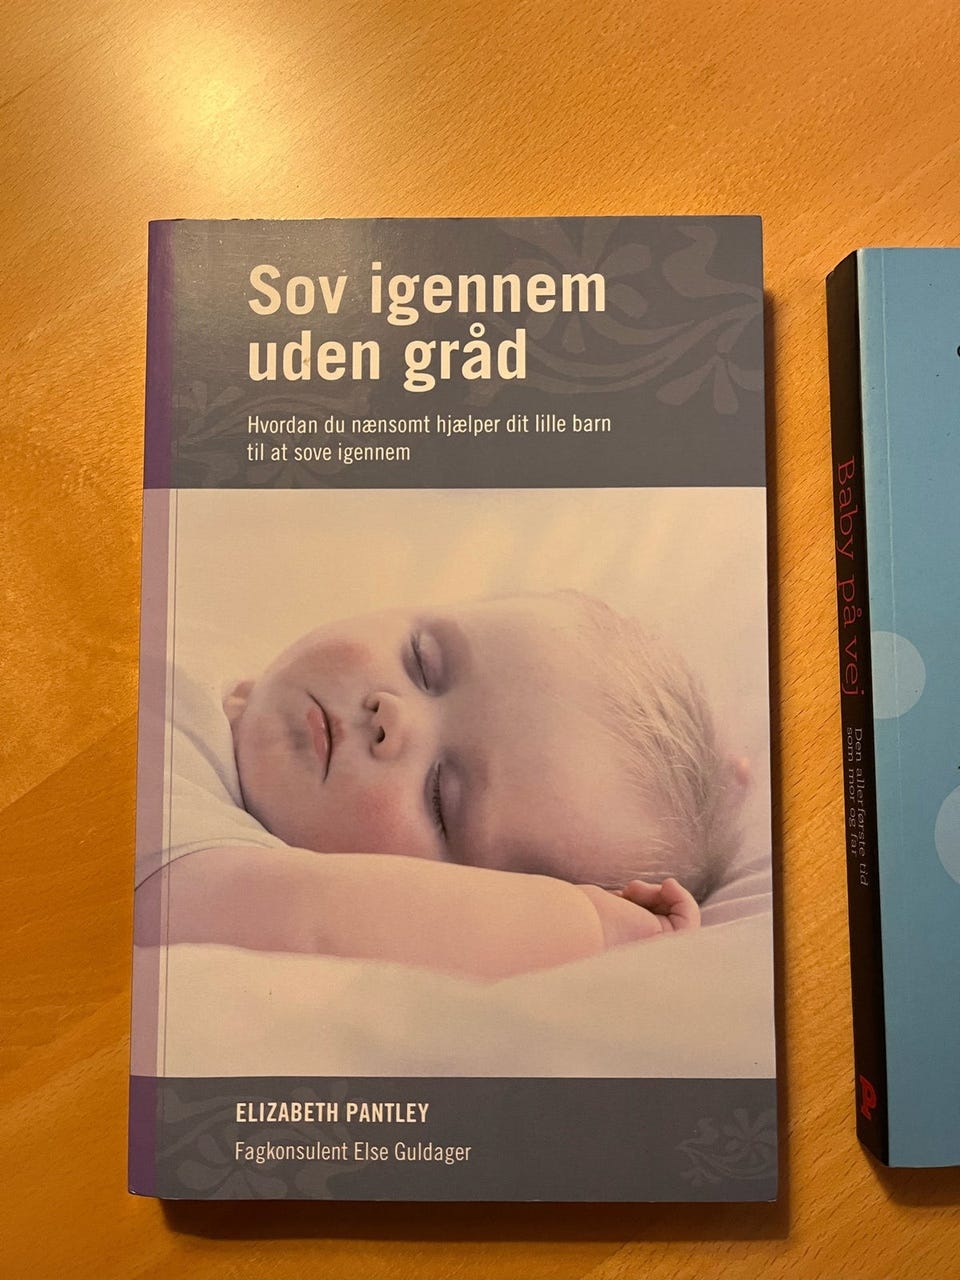 Sov igennem
uden gråd
Hvordan du nænsomt hjælper dit lille barn
til at sove igennem
ELIZABETH PANTLEY
Fagkonsulent Else Guldager
Baby på vej
Den allerførste tid
som mor og far